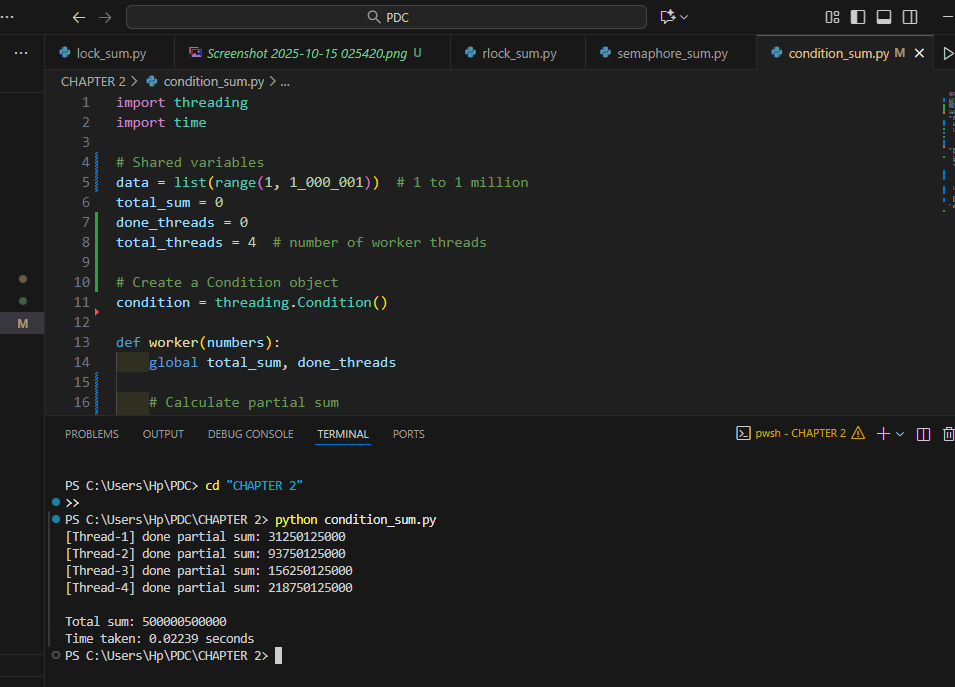 PDC
lock_sum.py
Screenshot 2025-10-15 025420.png U
rlock_sum.py
semaphore_sum.py
condition_sum.py M
CHAPTER 2 > condition_sum.py > ...
1 import threading
2 import time
3
4 # Shared variables
5 data = list(range(1, 1_000_001))  # 1 to 1 million
6 total_sum = 0
7 done_threads = 0
8 total_threads = 4  # number of worker threads
9
10 # Create a Condition object
11 condition = threading.Condition()
12
13 def worker(numbers):
14     global total_sum, done_threads
15
16     # Calculate partial sum
M
PROBLEMS OUTPUT DEBUG CONSOLE TERMINAL PORTS pwsh - CHAPTER 2
PS C:\Users\Hp\PDC> cd "CHAPTER 2"
>>
PS C:\Users\Hp\PDC\CHAPTER 2> python condition_sum.py
[Thread-1] done partial sum: 31250125000
[Thread-2] done partial sum: 93750125000
[Thread-3] done partial sum: 156250125000
[Thread-4] done partial sum: 218750125000
Total sum: 500000500000
Time taken: 0.02239 seconds
PS C:\Users\Hp\PDC\CHAPTER 2>